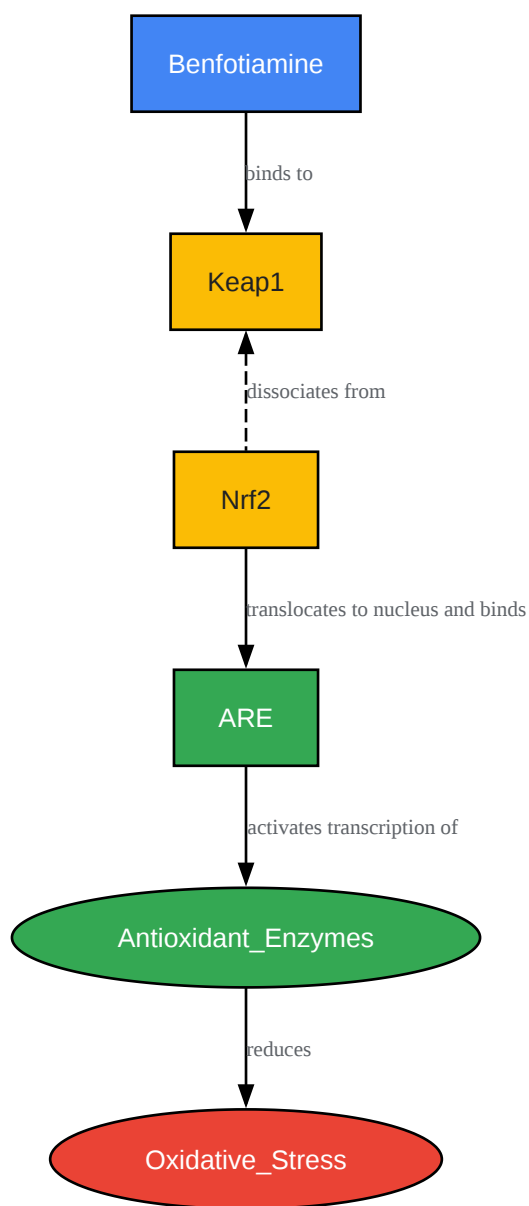 Benfotiamine
binds to
Keap1
dissociates from
Nrf2
translocates to nucleus and binds
ARE
activates transcription of
Antioxidant_Enzymes
reduces
Oxidative_Stress